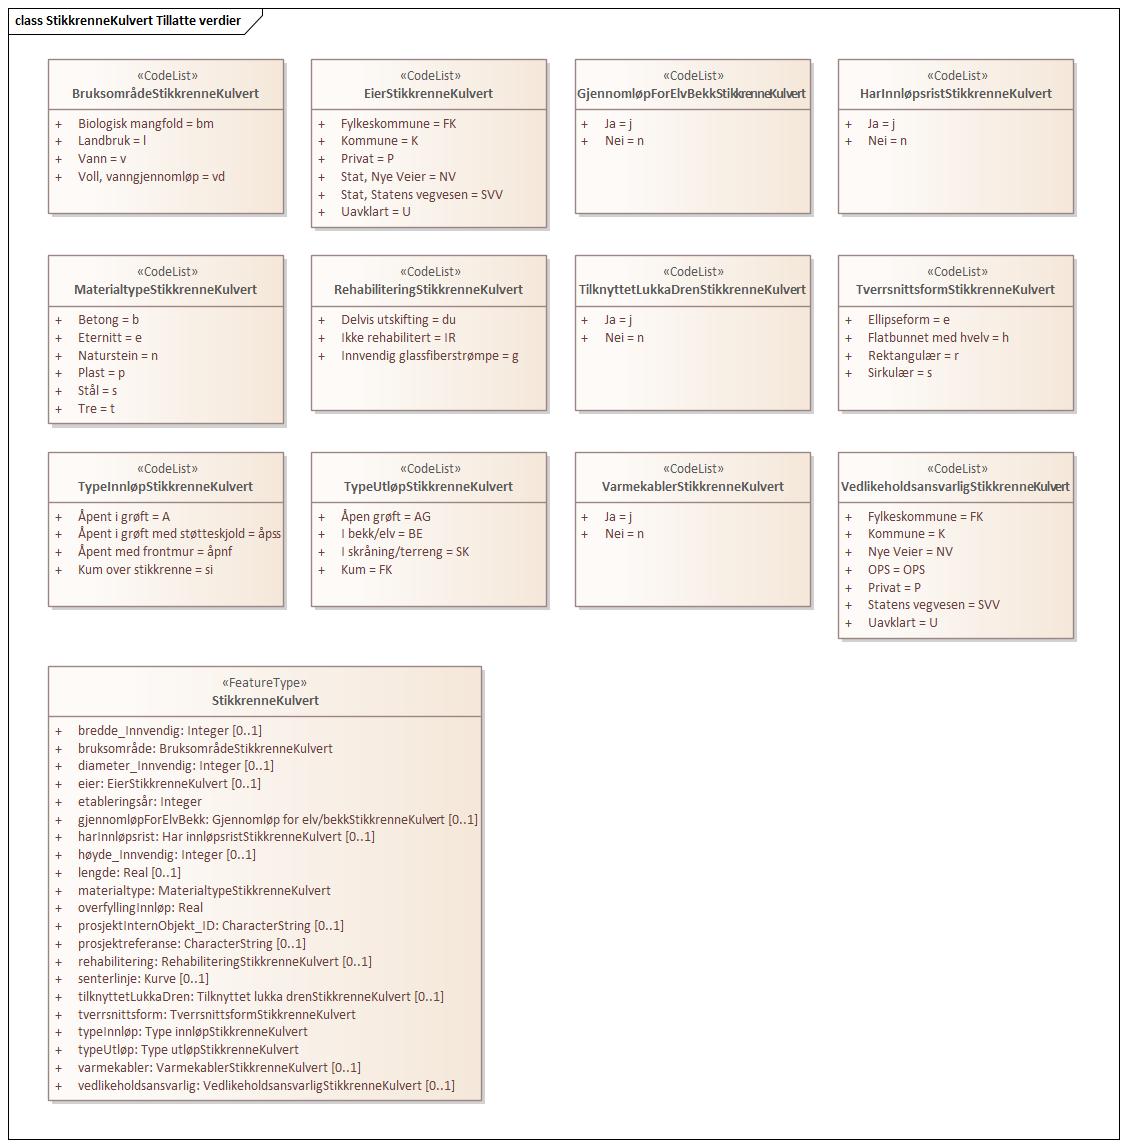 class StikkrenneKulvert Tillatte verdier
«CodeList»
BruksområdeStikkrenneKulvert
+ Biologisk mangfold = bm
+ Landbruk = l
+ Vann = v
+ Voll, vanngjennomløp = vd
«CodeList»
EierStikkrenneKulvert
+ Fylkeskommune = FK
+ Kommune = K
+ Privat = P
+ Stat, Nye Veier = NV
+ Stat, Statens vegvesen = SVV
+ Uavklart = U
«CodeList»
GjennomløpForElvBekkStikkrenneKulvert
+ Ja = j
+ Nei = n
«CodeList»
HarInnløpsristStikkrenneKulvert
+ Ja = j
+ Nei = n
«CodeList»
MaterialtypeStikkrenneKulvert
+ Betong = b
+ Eternitt = e
+ Naturstein = n
+ Plast = p
+ Stål = s
+ Tre = t
«CodeList»
RehabiliteringStikkrenneKulvert
+ Delvis utskifting = du
+ Ikke rehabilitert = IR
+ Innvendig glassfiberstrømpe = g
«CodeList»
TilknyttetLukkaDrenStikkrenneKulvert
+ Ja = j
+ Nei = n
«CodeList»
TverrsnittsformStikkrenneKulvert
+ Ellipseform = e
+ Flatbunnet med hvelv = h
+ Rektangulær = r
+ Sirkulær = s
«CodeList»
TypeInnløpStikkrenneKulvert
+ Åpent i grøft = A
+ Åpent i grøft med støtteskjold = åpss
+ Åpent med frontmur = åpnf
+ Kum over stikkrenne = si
«CodeList»
TypeUtløpStikkrenneKulvert
+ Åpen grøft = AG
+ I bekk/elv = BE
+ I skråning/terreng = SK
+ Kum = FK
«CodeList»
VarmekablerStikkrenneKulvert
+ Ja = j
+ Nei = n
«CodeList»
VedlikeholdsansvarligStikkrenneKulvert
+ Fylkeskommune = FK
+ Kommune = K
+ Nye Veier = NV
+ OPS = OPS
+ Privat = P
+ Statens vegvesen = SVV
+ Uavklart = U
«FeatureType»
StikkrenneKulvert
+ bredde_Innvendig: Integer [0..1]
+ bruksområde: BruksområdeStikkrenneKulvert
+ diameter_Innvendig: Integer [0..1]
+ eier: EierStikkrenneKulvert [0..1]
+ etableringsår: Integer
+ gjennomløpForElvBekk: Gjennomløp for elv/bekkStikkrenneKulvert [0..1]
+ harInnløpsrist: Har innløpsristStikkrenneKulvert [0..1]
+ høyde_Innvendig: Integer [0..1]
+ lengde: Real [0..1]
+ materialtype: MaterialtypeStikkrenneKulvert
+ overfyllingInnløp: Real
+ prosjektInternObjekt_ID: CharacterString [0..1]
+ prosjektreferanse: CharacterString [0..1]
+ rehabilitering: RehabiliteringStikkrenneKulvert [0..1]
+ senterlinje: Kurve [0..1]
+ tilknyttetLukkaDren: Tilknyttet lukka drenStikkrenneKulvert [0..1]
+ tverrsnittsform: TverrsnittsformStikkrenneKulvert
+ typeInnløp: Type innløpStikkrenneKulvert
+ typeUtløp: Type utløpStikkrenneKulvert
+ varmekabler: VarmekablerStikkrenneKulvert [0..1]
+ vedlikeholdsansvarlig: VedlikeholdsansvarligStikkrenneKulvert [0..1]